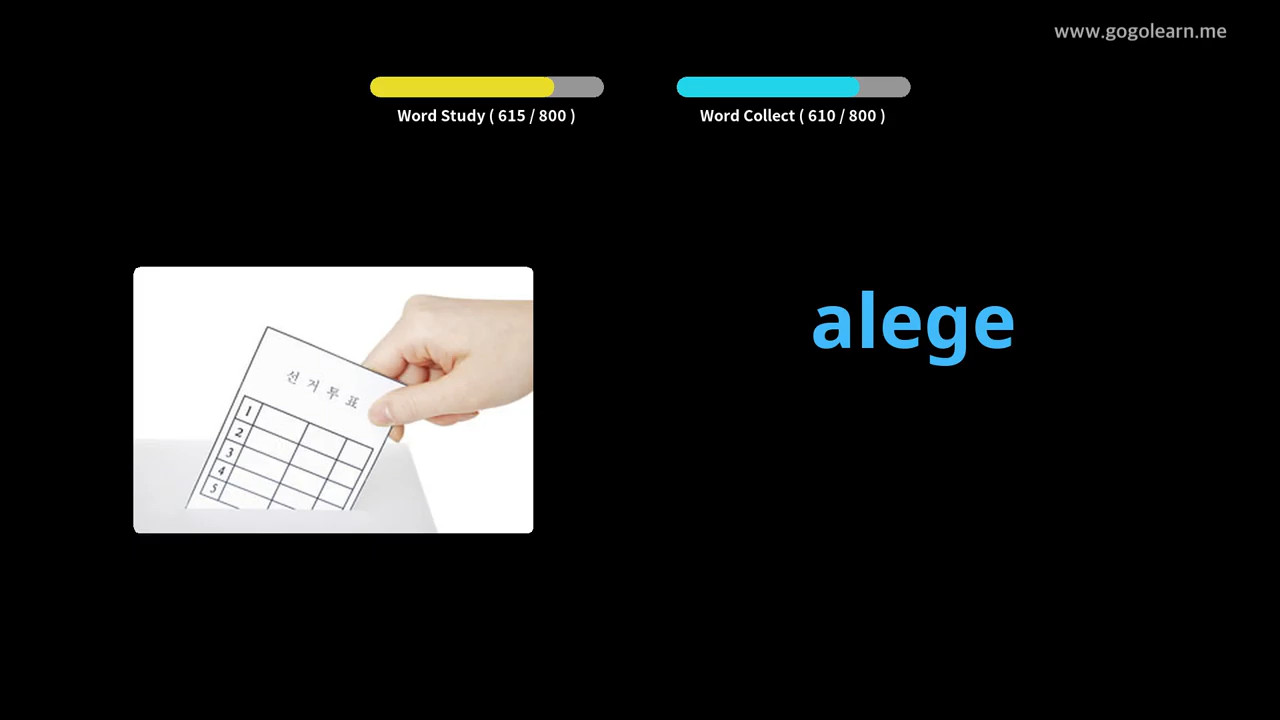 www.gogolearn.me
Word Study ( 615 / 800 )
Word Collect ( 610 / 800 )
alege
선거투표
1
2
3
4
5